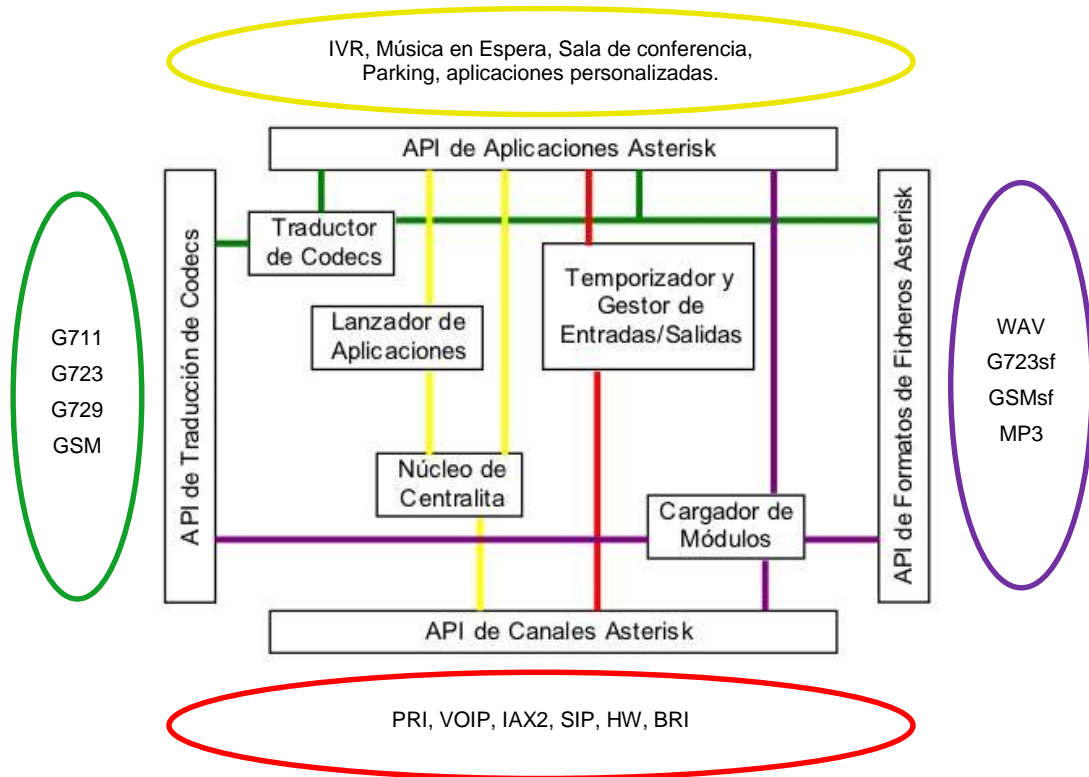 IVR, Música en Espera, Sala de conferencia,
Parking, aplicaciones personalizadas.
API de Aplicaciones Asterisk
API de Traducción de Codecs
Traductor
de Codecs
Lanzador de
Aplicaciones
Temporizador y
Gestor de
Entradas/Salidas
Núcleo de
Centralita
Cargador de
Módulos
API de Formatos de Ficheros Asterisk
G711
G723
G729
GSM
WAV
G723sf
GSMsf
MP3
API de Canales Asterisk
PRI, VOIP, IAX2, SIP, HW, BRI